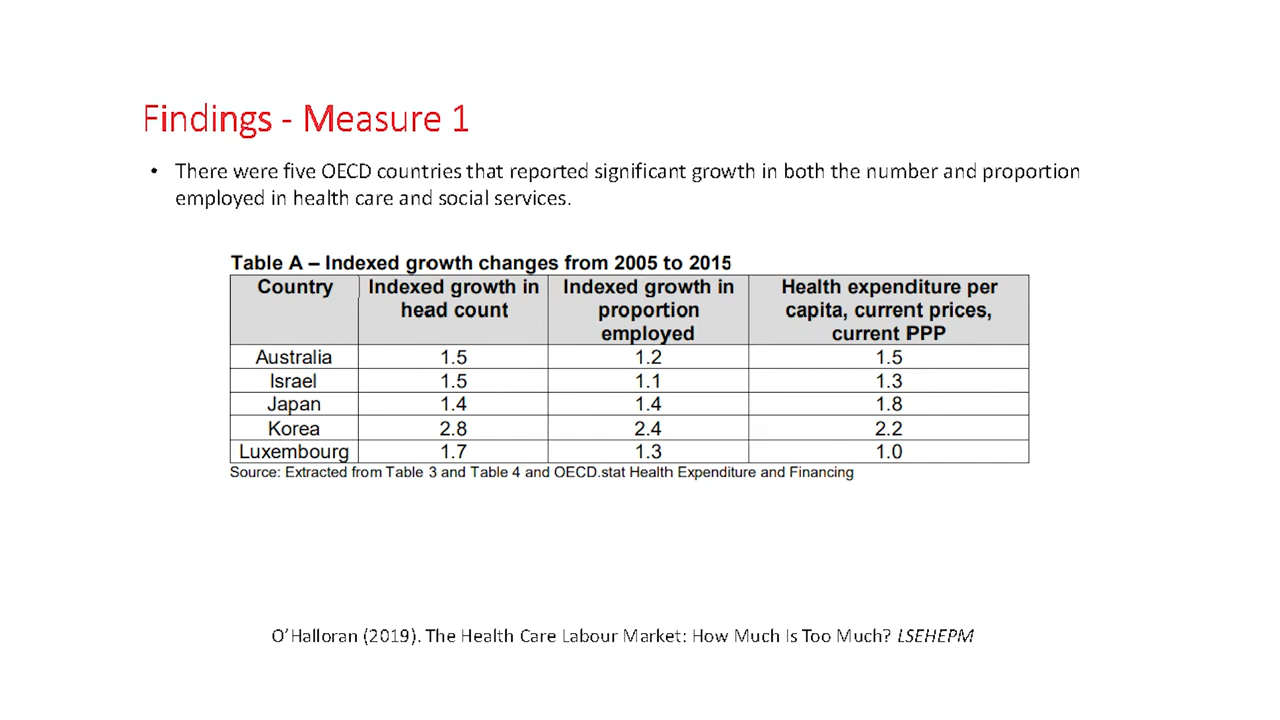 Findings - Measure 1
• There were five OECD countries that reported significant growth in both the number and proportion
employed in health care and social services.
Table A – Indexed growth changes from 2005 to 2015
Country Indexed growth in head count Indexed growth in proportion employed Health expenditure per capita, current prices, current PPP
Australia 1.5 1.2 1.5
Israel 1.5 1.1 1.3
Japan 1.4 1.4 1.8
Korea 2.8 2.4 2.2
Luxembourg 1.7 1.3 1.0
Source: Extracted from Table 3 and Table 4 and OECD.stat Health Expenditure and Financing
O'Halloran (2019). The Health Care Labour Market: How Much Is Too Much? LSEHEPM